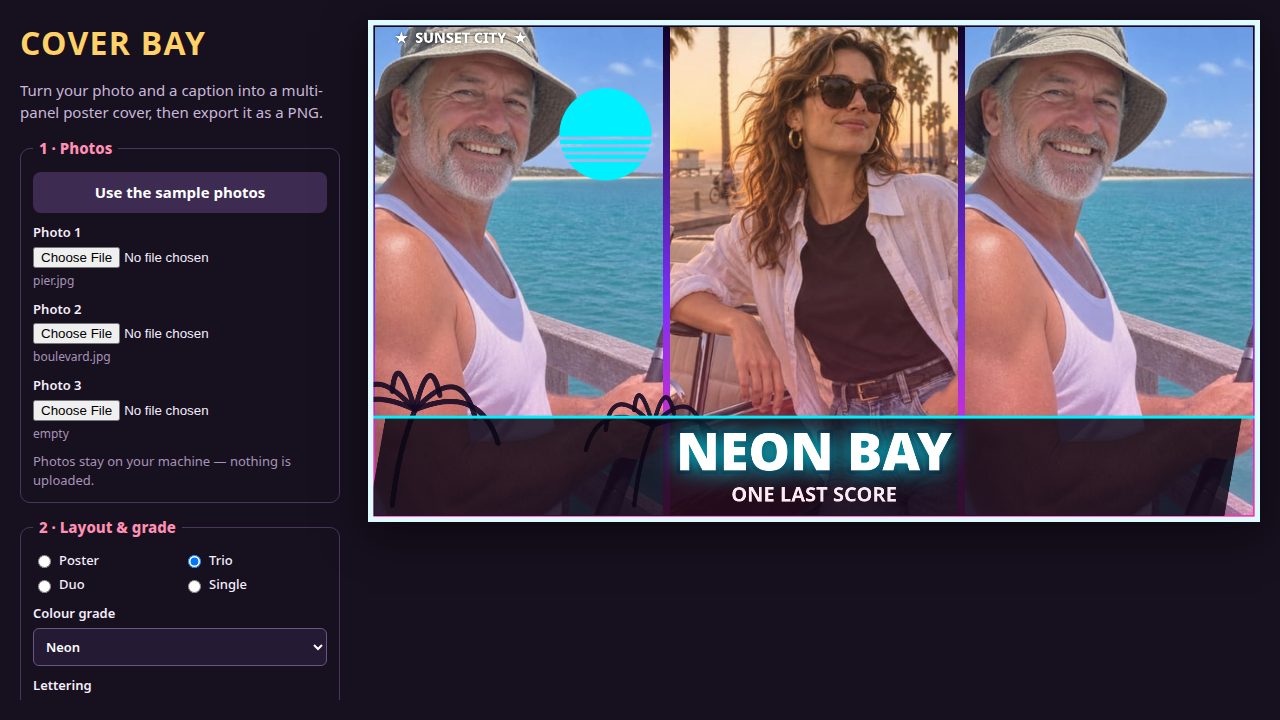 COVER BAY
Turn your photo and a caption into a multi-
panel poster cover, then export it as a PNG.
1 · Photos
Use the sample photos
Photo 1
Choose File No file chosen
pier.jpg
Photo 2
Choose File No file chosen
boulevard.jpg
Photo 3
Choose File No file chosen
empty
Photos stay on your machine — nothing is
uploaded.
2 · Layout & grade
Poster
Trio
Duo
Single
Colour grade
Neon
Lettering
★ SUNSET CITY ★
NEON BAY
ONE LAST SCORE